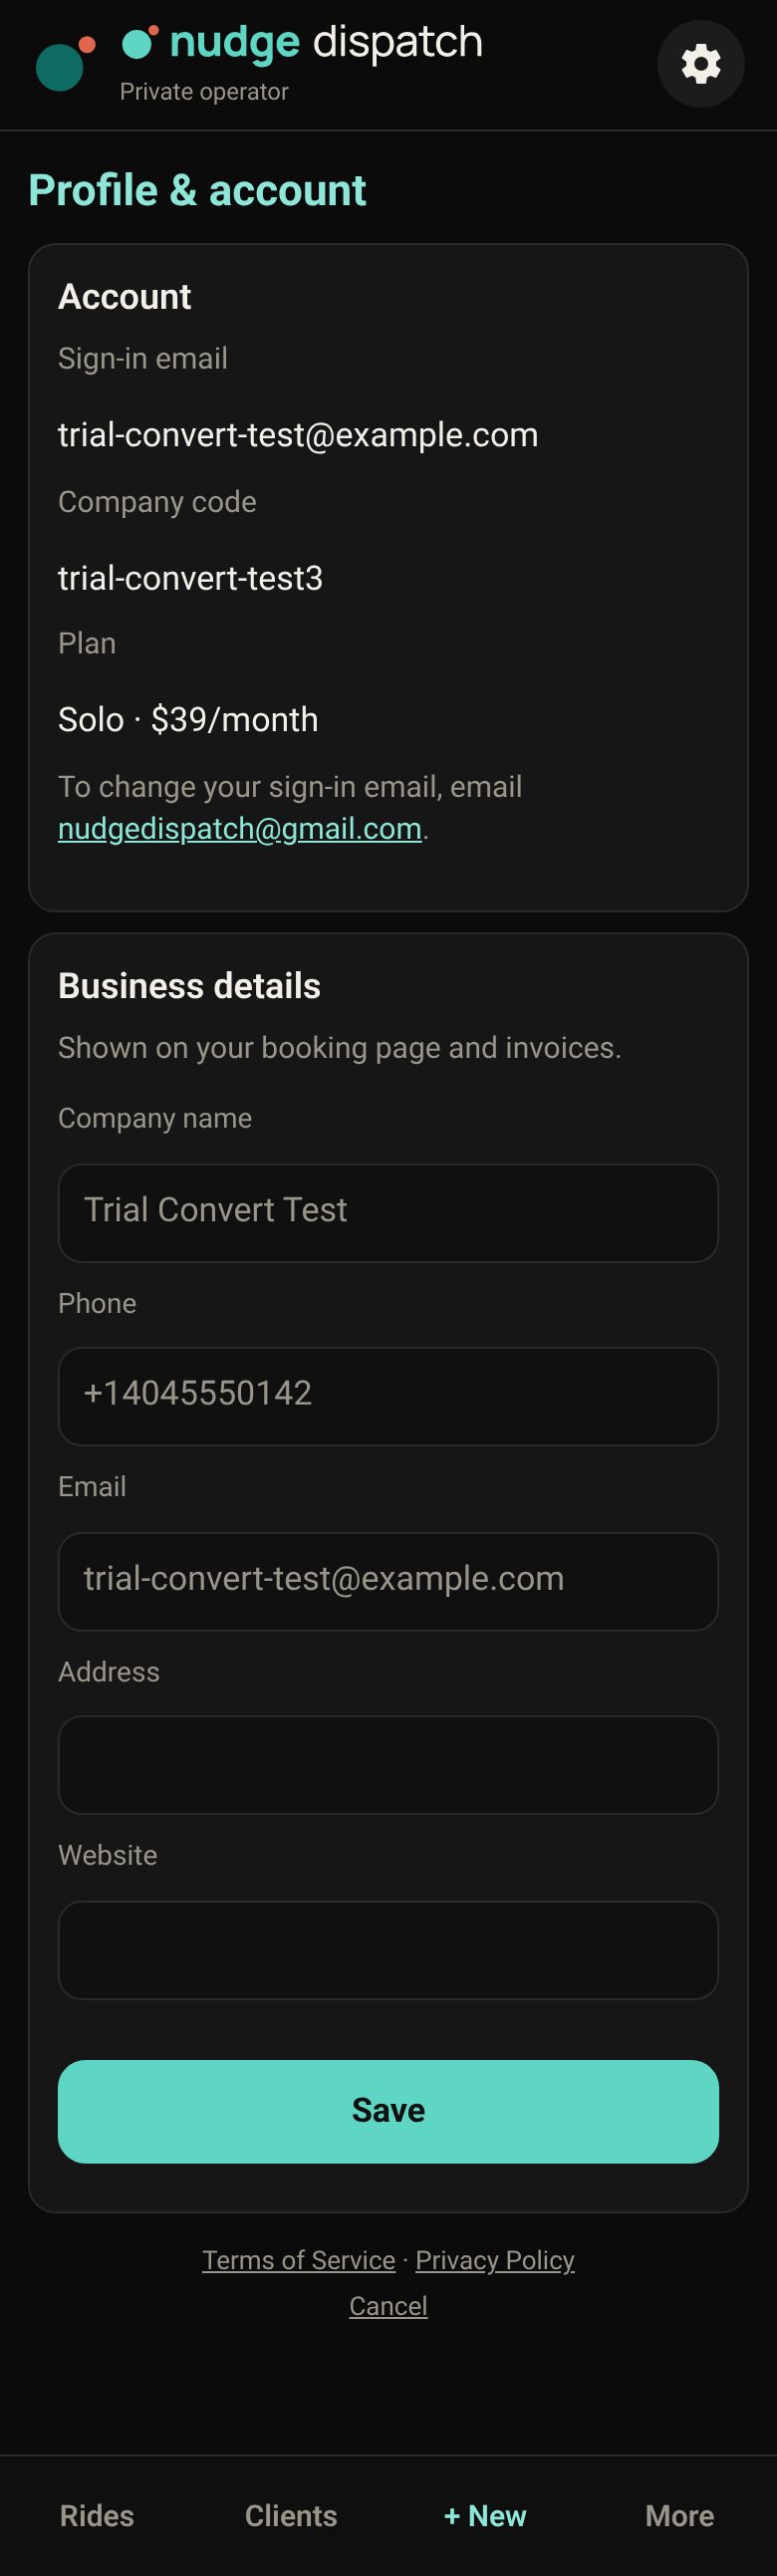 nudge dispatch
Private operator
Profile & account
Account
Sign-in email
trial-convert-test@example.com
Company code
trial-convert-test3
Plan
Solo · $39/month
To change your sign-in email, email
nudgedispatch@gmail.com.
Business details
Shown on your booking page and invoices.
Company name
Trial Convert Test
Phone
+14045550142
Email
trial-convert-test@example.com
Address
Website
Save
Terms of Service · Privacy Policy
Cancel
Rides Clients + New More